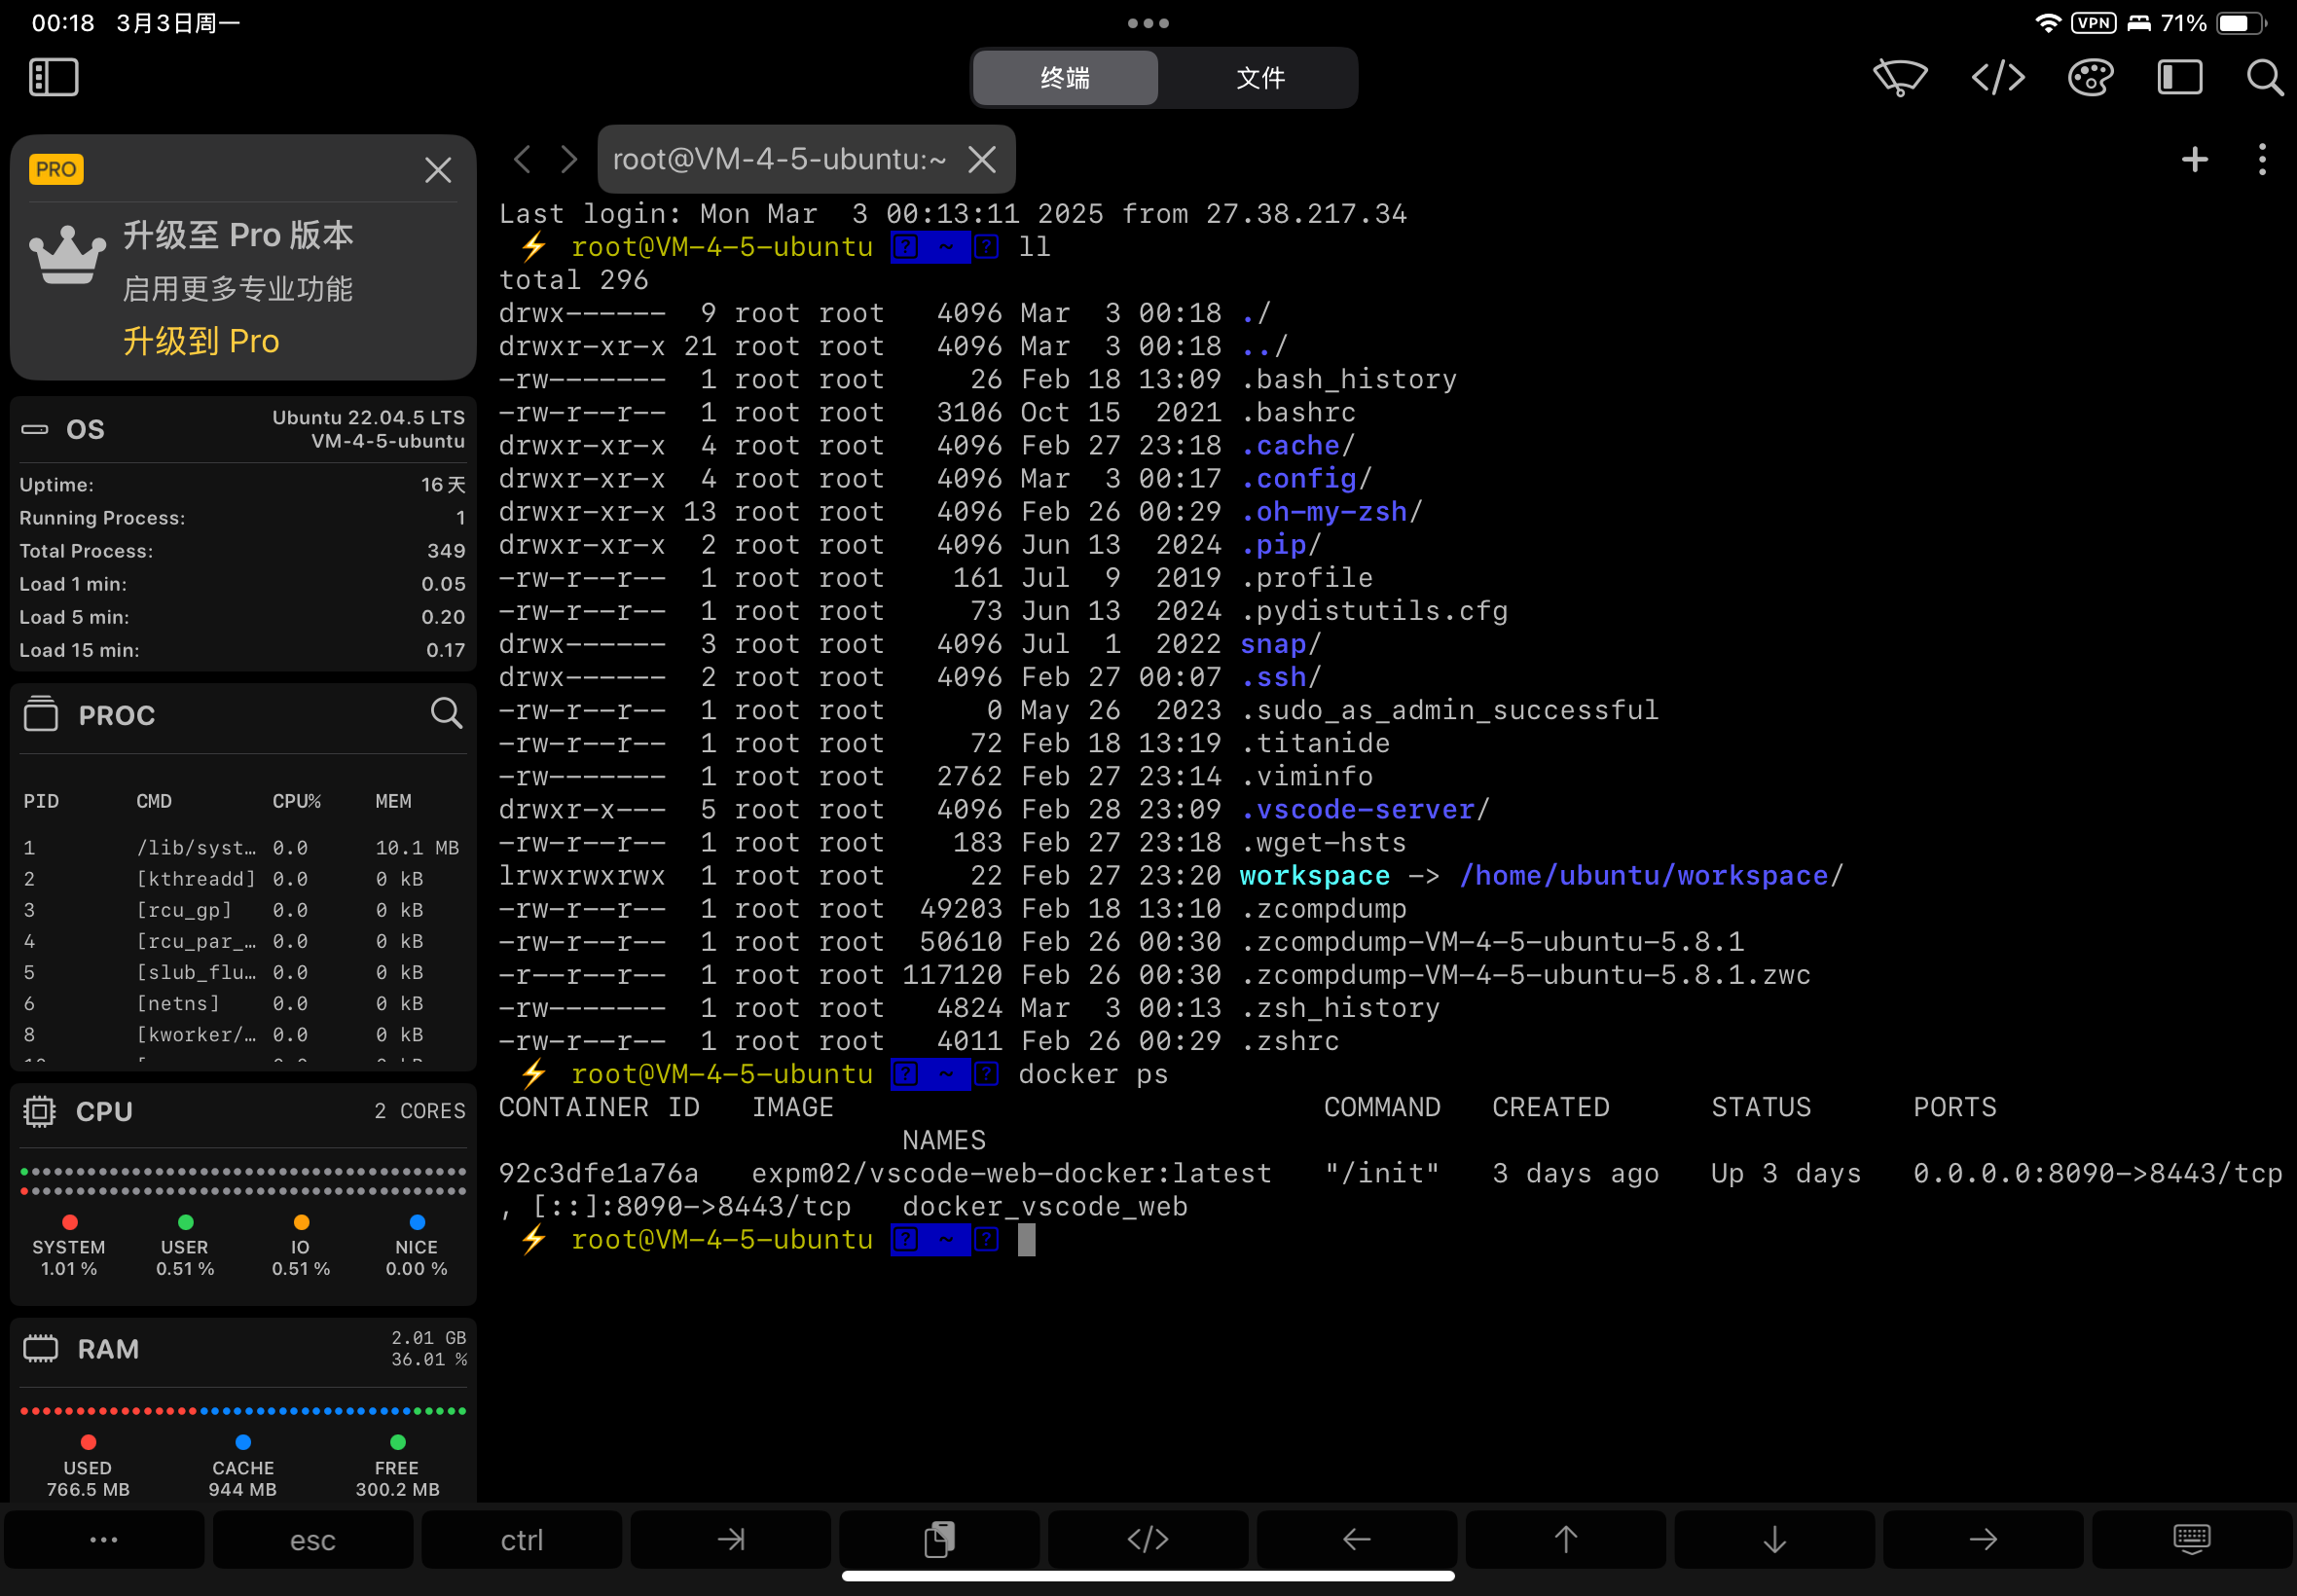 00:18 3月3日周一
VPN 71%
终端 文件
PRO
升级至 Pro 版本
启用更多专业功能
升级到 Pro
OS Ubuntu 22.04.5 LTS
VM-4-5-ubuntu
Uptime: 16 天
Running Process: 1
Total Process: 349
Load 1 min: 0.05
Load 5 min: 0.20
Load 15 min: 0.17
PROC
PID CMD CPU% MEM
1 /lib/syst… 0.0 10.1 MB
2 [kthreadd] 0.0 0 kB
3 [rcu_gp] 0.0 0 kB
4 [rcu_par_… 0.0 0 kB
5 [slub_flu… 0.0 0 kB
6 [netns] 0.0 0 kB
8 [kworker/… 0.0 0 kB
CPU 2 CORES
SYSTEM USER IO NICE
1.01 % 0.51 % 0.51 % 0.00 %
RAM 2.01 GB
36.01 %
USED CACHE FREE
766.5 MB 944 MB 300.2 MB
root@VM-4-5-ubuntu:~
Last login: Mon Mar  3 00:13:11 2025 from 27.38.217.34
⚡ root@VM-4-5-ubuntu ~ ll
total 296
drwx------  9 root root   4096 Mar  3 00:18 ./
drwxr-xr-x 21 root root   4096 Mar  3 00:18 ../
-rw-------  1 root root     26 Feb 18 13:09 .bash_history
-rw-r--r--  1 root root   3106 Oct 15  2021 .bashrc
drwxr-xr-x  4 root root   4096 Feb 27 23:18 .cache/
drwxr-xr-x  4 root root   4096 Mar  3 00:17 .config/
drwxr-xr-x 13 root root   4096 Feb 26 00:29 .oh-my-zsh/
drwxr-xr-x  2 root root   4096 Jun 13  2024 .pip/
-rw-r--r--  1 root root    161 Jul  9  2019 .profile
-rw-r--r--  1 root root     73 Jun 13  2024 .pydistutils.cfg
drwx------  3 root root   4096 Jul  1  2022 snap/
drwx------  2 root root   4096 Feb 27 00:07 .ssh/
-rw-r--r--  1 root root      0 May 26  2023 .sudo_as_admin_successful
-rw-r--r--  1 root root     72 Feb 18 13:19 .titanide
-rw-------  1 root root   2762 Feb 27 23:14 .viminfo
drwxr-x---  5 root root   4096 Feb 28 23:09 .vscode-server/
-rw-r--r--  1 root root    183 Feb 27 23:18 .wget-hsts
lrwxrwxrwx  1 root root     22 Feb 27 23:20 workspace -> /home/ubuntu/workspace/
-rw-r--r--  1 root root  49203 Feb 18 13:10 .zcompdump
-rw-r--r--  1 root root  50610 Feb 26 00:30 .zcompdump-VM-4-5-ubuntu-5.8.1
-r--r--r--  1 root root 117120 Feb 26 00:30 .zcompdump-VM-4-5-ubuntu-5.8.1.zwc
-rw-------  1 root root   4824 Mar  3 00:13 .zsh_history
-rw-r--r--  1 root root   4011 Feb 26 00:29 .zshrc
⚡ root@VM-4-5-ubuntu ~ docker ps
CONTAINER ID   IMAGE   COMMAND   CREATED   STATUS   PORTS
NAMES
92c3dfe1a76a   expm02/vscode-web-docker:latest   "/init"   3 days ago   Up 3 days   0.0.0.0:8090->8443/tcp
, [::]:8090->8443/tcp   docker_vscode_web
⚡ root@VM-4-5-ubuntu ~
esc ctrl